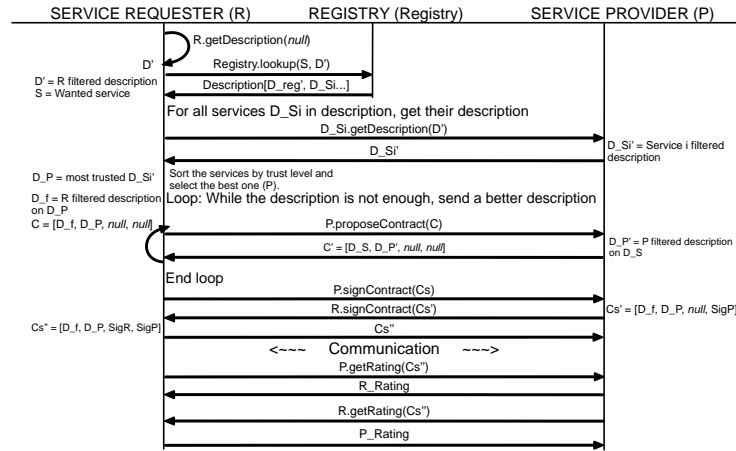 SERVICE REQUESTER (R) REGISTRY (Registry) SERVICE PROVIDER (P)
R.getDescription(null)
D'
Registry.lookup(S, D')
D' = R filtered description
S = Wanted service
Description[D_reg', D_Si...]
For all services D_Si in description, get their description
D_Si.getDescription(D')
D_Si'
D_Si' = Service i filtered
description
D_P = most trusted D_Si'
Sort the services by trust level and
select the best one (P).
D_f = R filtered description
on D_P
Loop: While the description is not enough, send a better description
C = [D_f, D_P, null, null]
P.proposeContract(C)
C' = [D_S, D_P', null, null]
D_P' = P filtered description
on D_S
End loop
P.signContract(Cs)
R.signContract(Cs')
Cs' = [D_f, D_P, null, SigP]
Cs'' = [D_f, D_P, SigR, SigP]
Cs''
<~~~ Communication ~~~>
P.getRating(Cs'')
R_Rating
R.getRating(Cs'')
P_Rating